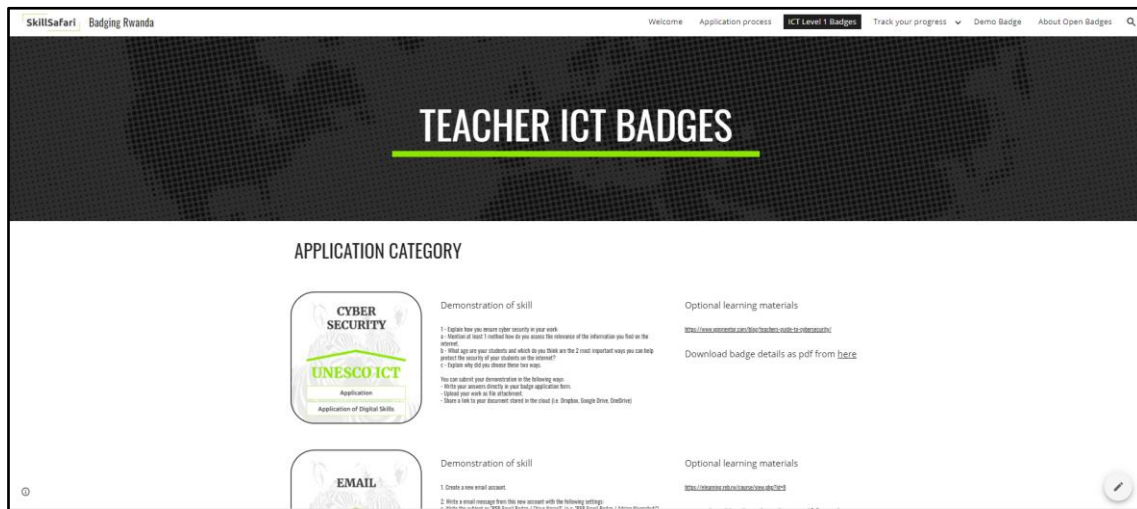 SkillSafari Badging Rwanda
Welcome Application process ICT Level 1 Badges Track your progress Demo Badge About Open Badges
TEACHER ICT BADGES
APPLICATION CATEGORY
CYBER
SECURITY
UNESCO ICT
Application
Application of Digital Skills
Demonstration of skill
1 - Explain how you ensure cyber security in your work:
a - Mention at least 1 method how do you assess the relevance of the information you find on the
internet.
b - What age are your students and which do you think are the 2 most important ways you can help
protect the security of your students on the internet?
c - Explain why did you choose these two ways.
You can submit your demonstration in the following ways:
- Write your answers directly in your badge application form.
- Upload your work as file attachment
- Share a link to your document stored in the cloud (i.e. Dropbox, Google Drive, OneDrive)
Optional learning materials
Download badge details as pdf from here
EMAIL
Demonstration of skill
1. Create a new email account.
2. Write a email message from this new account with the following settings:
Optional learning materials